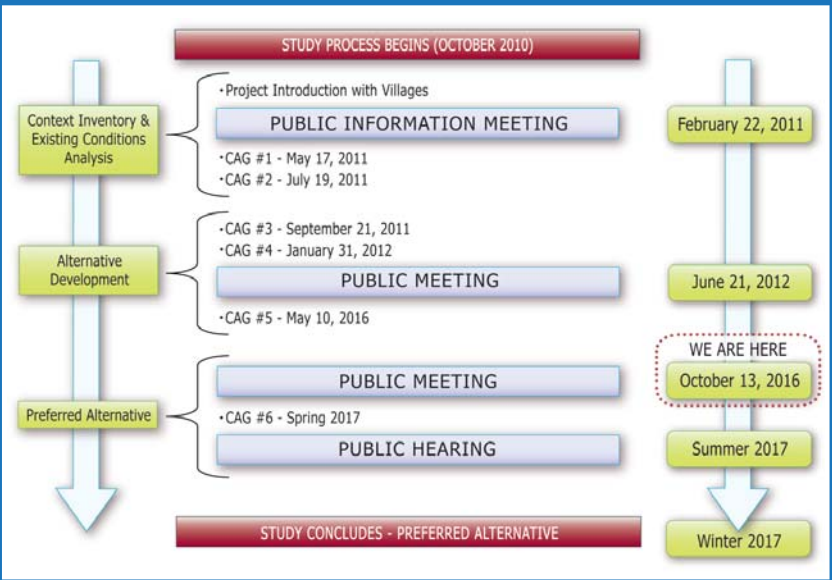 STUDY PROCESS BEGINS (OCTOBER 2010)
Context Inventory &
Existing Conditions
Analysis
·Project Introduction with Villages
PUBLIC INFORMATION MEETING
February 22, 2011
·CAG #1 - May 17, 2011
·CAG #2 - July 19, 2011
Alternative
Development
·CAG #3 - September 21, 2011
·CAG #4 - January 31, 2012
PUBLIC MEETING
June 21, 2012
·CAG #5 - May 10, 2016
WE ARE HERE
Preferred Alternative
PUBLIC MEETING
October 13, 2016
·CAG #6 - Spring 2017
PUBLIC HEARING
Summer 2017
STUDY CONCLUDES - PREFERRED ALTERNATIVE
Winter 2017